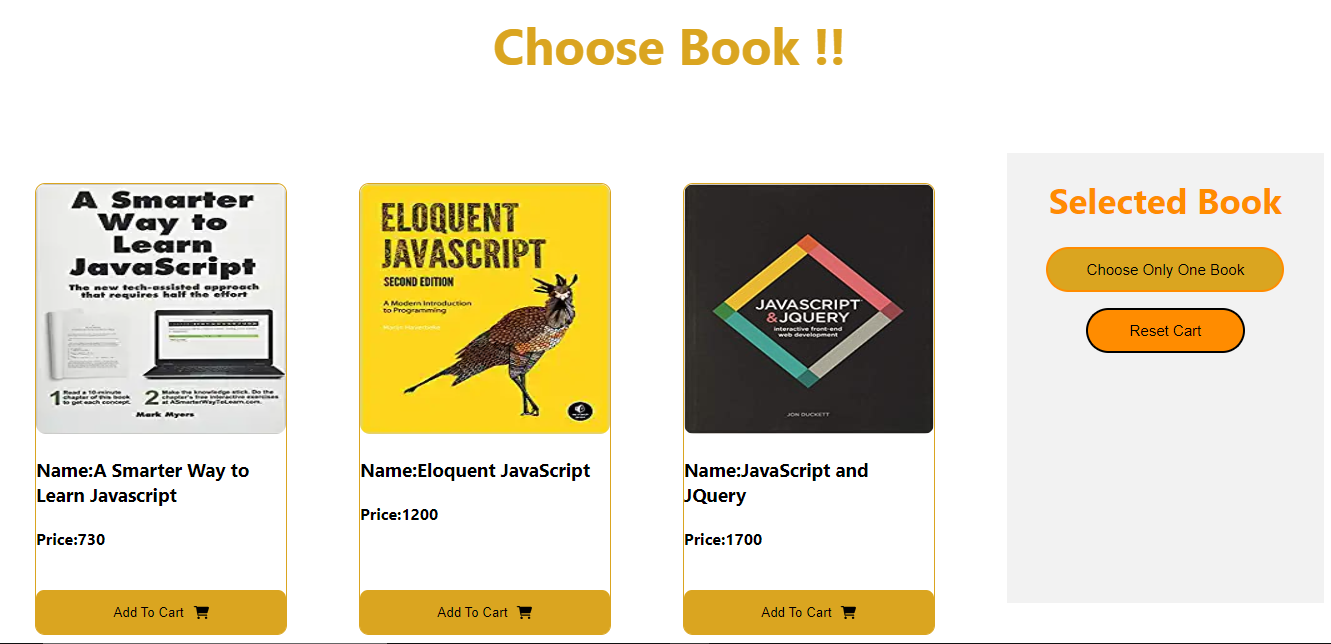 Choose Book !!
A Smarter
Way to
Learn
JavaScript
The new tech-assisted approach
that requires half the effort
1 Read a 10-minute
chapter of this book
to get each concept.
2 Make the knowledge stick. Do the
chapter's free interactive exercises
at ASmarterWayToLearn.com.
Mark Myers
Name:A Smarter Way to
Learn Javascript
Price:730
Add To Cart
ELOQUENT
JAVASCRIPT
SECOND EDITION
A Modern Introduction
to Programming
Marijn Haverbeke
Name:Eloquent JavaScript
Price:1200
Add To Cart
JAVASCRIPT
&JQUERY
interactive front-end
web development
JON DUCKETT
Name:JavaScript and
JQuery
Price:1700
Add To Cart
Selected Book
Choose Only One Book
Reset Cart